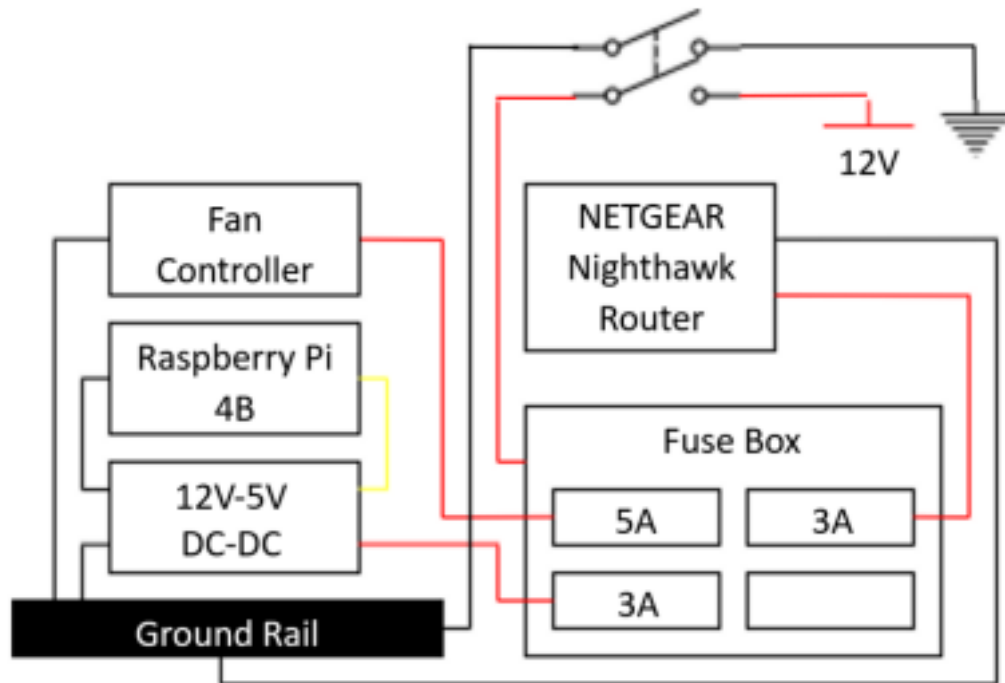 12V
Fan
Controller
NETGEAR
Nighthawk
Router
Raspberry Pi
4B
12V-5V
DC-DC
Fuse Box
5A
3A
3A
Ground Rail